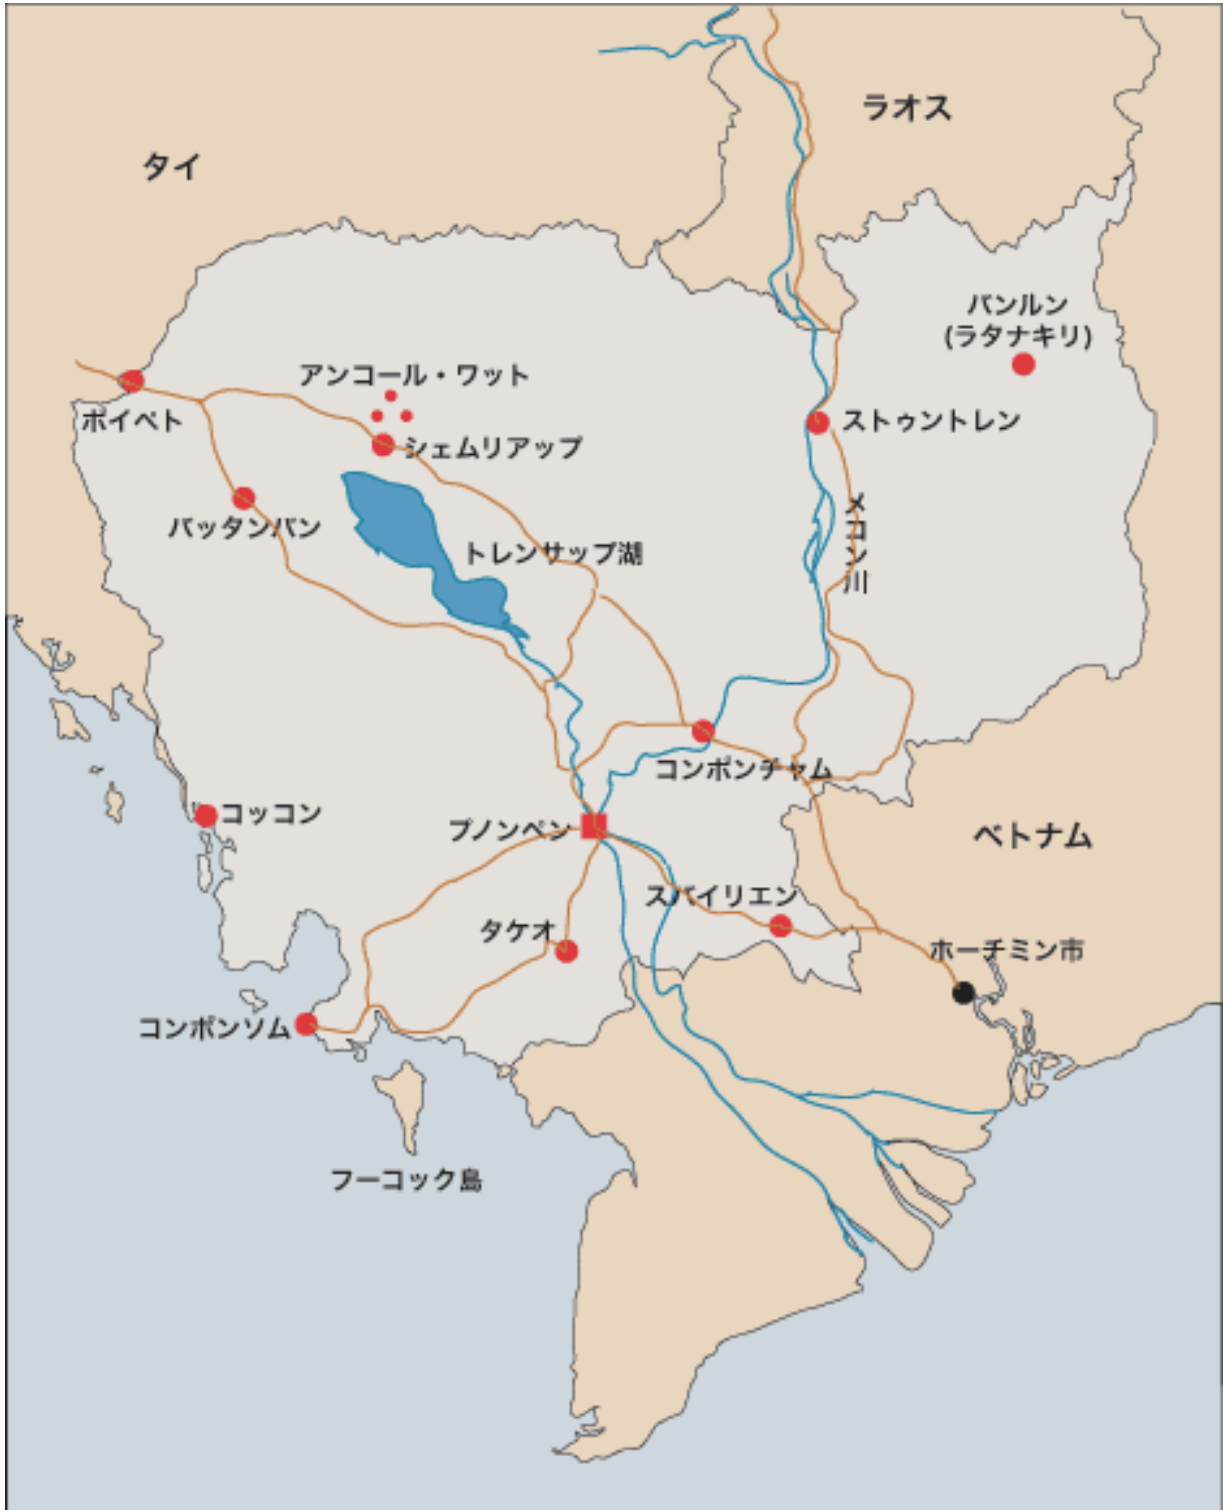 ラオス
タイ
バンルン
(ラタナキリ)
アンコール・ワット
ポイペト
ストゥントレン
シェムリアップ
バッタンバン
メコン川
トレンサップ湖
コンポンチャム
コッコン
プノンペン
ベトナム
スバイリエン
タケオ
ホーチミン市
コンポンソム
フーコック島